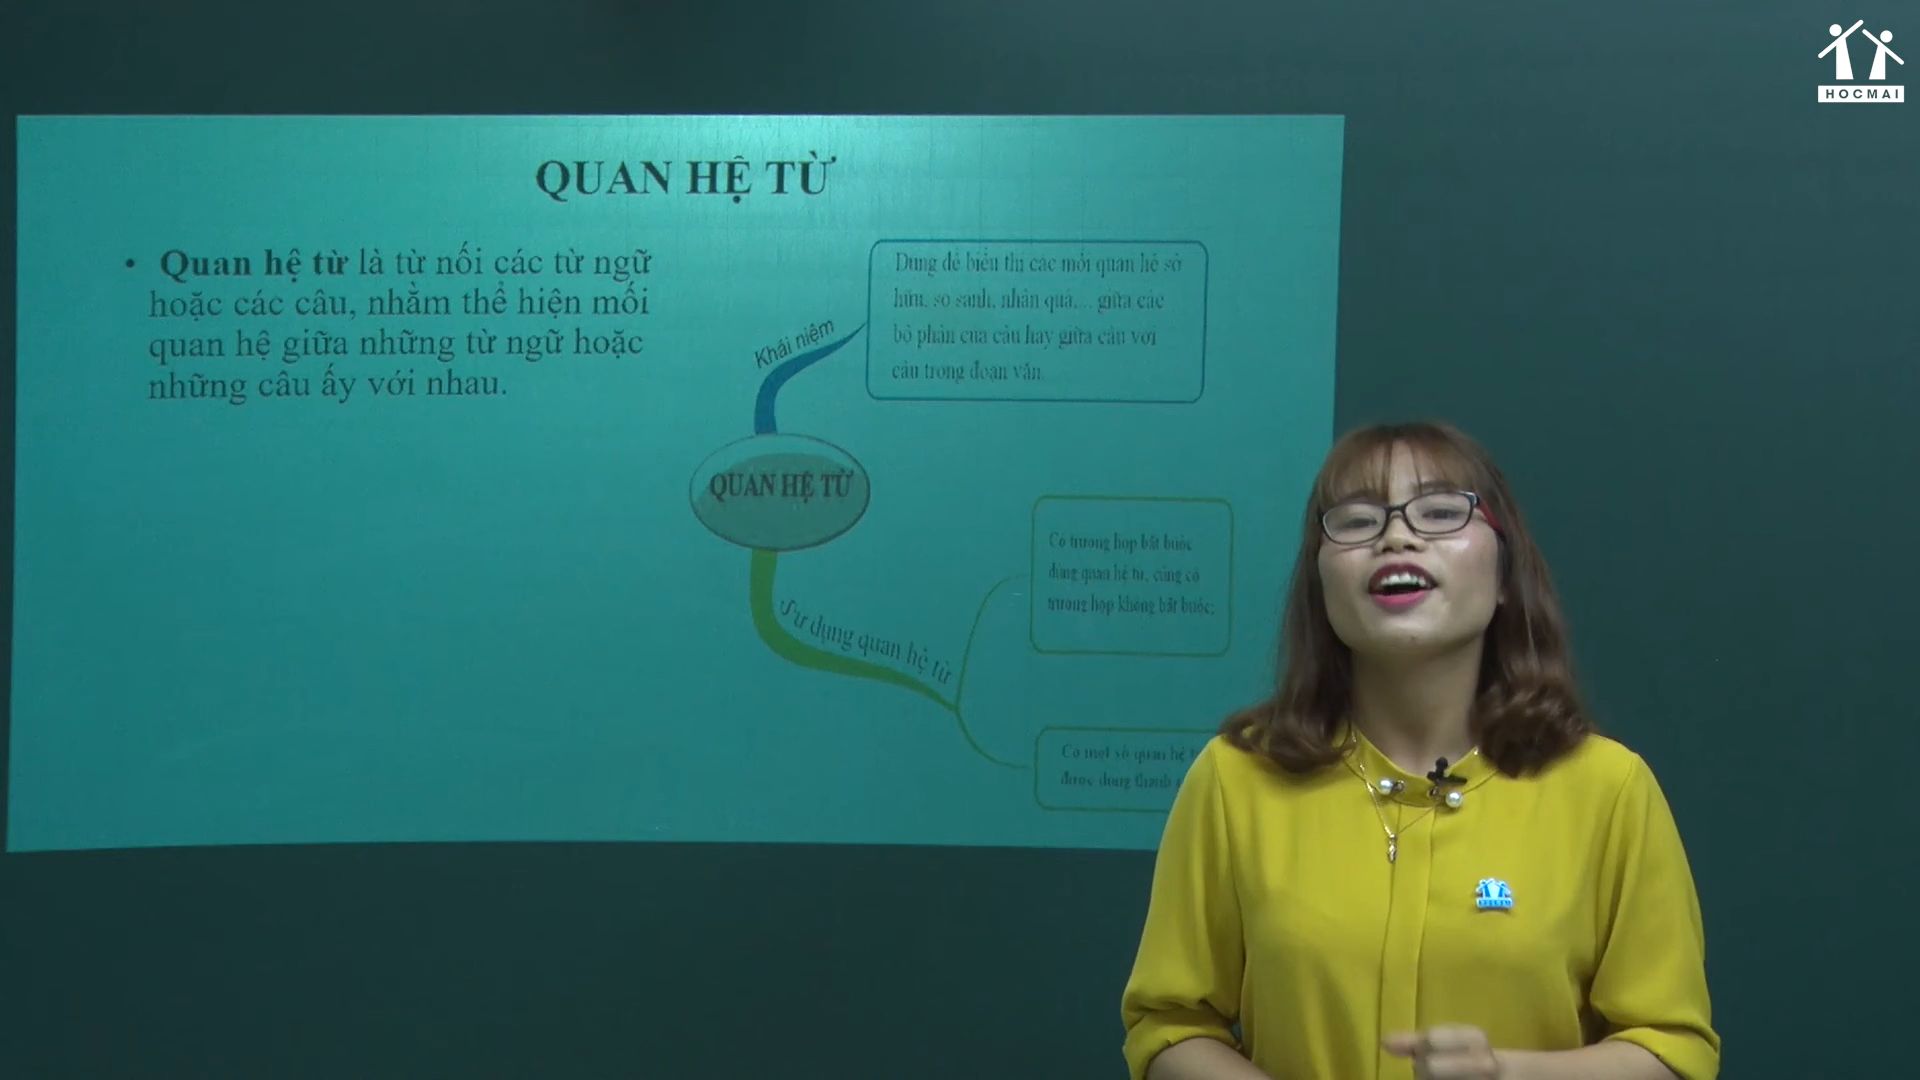 HOCMAI
QUAN HỆ TỪ
• Quan hệ từ là từ nối các từ ngữ
hoặc các câu, nhằm thể hiện mối
quan hệ giữa những từ ngữ hoặc
những câu ấy với nhau.
Khái niệm
Dùng để biểu thị các mối quan hệ sở
hữu, so sánh, nhân quả,... giữa các
bộ phận của câu hay giữa câu với
câu trong đoạn văn.
QUAN HỆ TỪ
Sử dụng quan hệ từ
Có trường hợp bắt buộc
dùng quan hệ từ, cũng có
trường hợp không bắt buộc;
Có một số quan hệ
được dùng thành